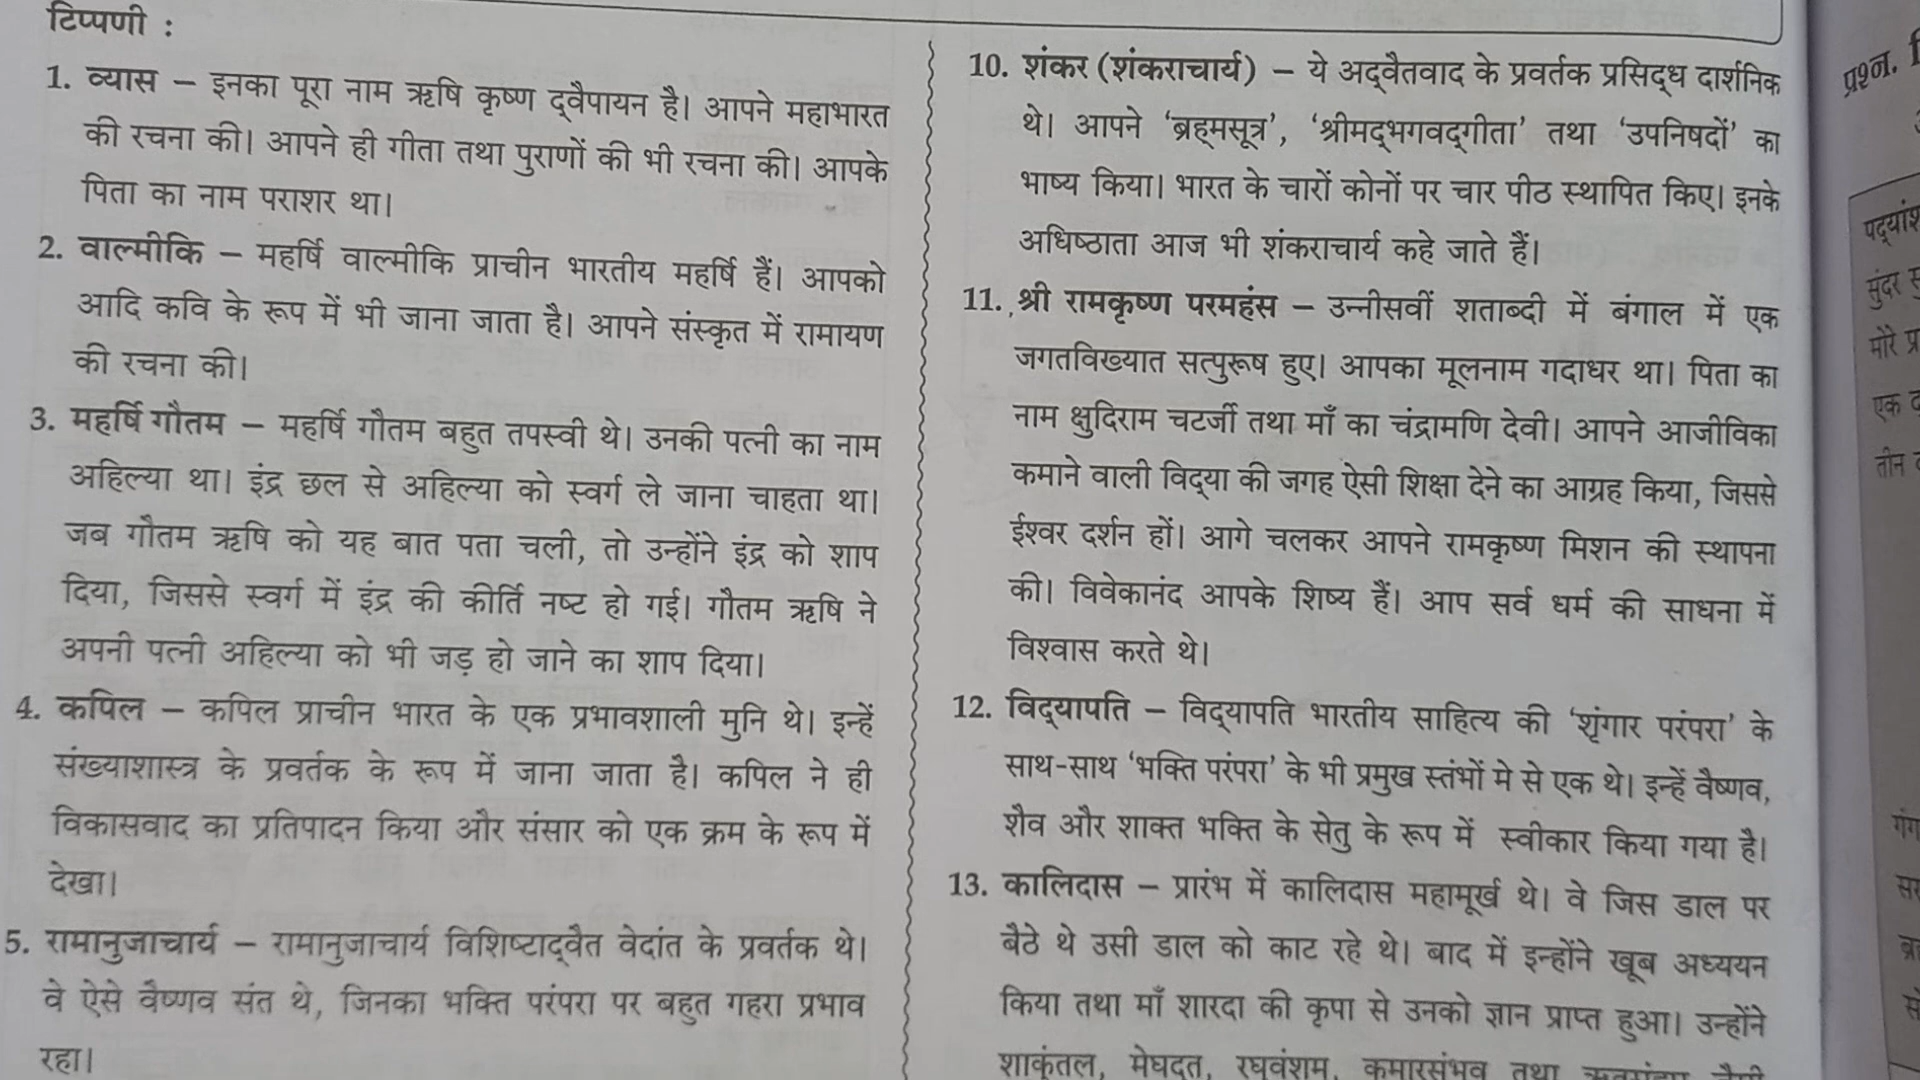 टिप्पणी :
1. व्यास – इनका पूरा नाम ऋषि कृष्ण द्‌वैपायन है। आपने महाभारत
की रचना की। आपने ही गीता तथा पुराणों की भी रचना की। आपके
पिता का नाम पराशर था।
2. वाल्मीकि – महर्षि वाल्मीकि प्राचीन भारतीय महर्षि हैं। आपको
आदि कवि के रूप में भी जाना जाता है। आपने संस्कृत में रामायण
की रचना की।
3. महर्षि गौतम – महर्षि गौतम बहुत तपस्वी थे। उनकी पत्नी का नाम
अहिल्या था। इंद्र छल से अहिल्या को स्वर्ग ले जाना चाहता था।
जब गौतम ऋषि को यह बात पता चली, तो उन्होंने इंद्र को शाप
दिया, जिससे स्वर्ग में इंद्र की कीर्ति नष्ट हो गई। गौतम ऋषि ने
अपनी पत्नी अहिल्या को भी जड़ हो जाने का शाप दिया।
4. कपिल – कपिल प्राचीन भारत के एक प्रभावशाली मुनि थे। इन्हें
संख्याशास्त्र के प्रवर्तक के रूप में जाना जाता है। कपिल ने ही
विकासवाद का प्रतिपादन किया और संसार को एक क्रम के रूप में
देखा।
5. रामानुजाचार्य – रामानुजाचार्य विशिष्टाद्‌वैत वेदांत के प्रवर्तक थे।
वे ऐसे वैष्णव संत थे, जिनका भक्ति परंपरा पर बहुत गहरा प्रभाव
रहा।
10. शंकर (शंकराचार्य) – ये अद्‌वैतवाद के प्रवर्तक प्रसिद्‌ध दार्शनिक
थे। आपने ‘ब्रह्‌मसूत्र’, ‘श्रीमद्‌भगवद्‌गीता’ तथा ‘उपनिषदों’ का
भाष्य किया। भारत के चारों कोनों पर चार पीठ स्थापित किए। इनके
अधिष्ठाता आज भी शंकराचार्य कहे जाते हैं।
11. श्री रामकृष्ण परमहंस – उन्नीसवीं शताब्दी में बंगाल में एक
जगतविख्यात सत्पुरूष हुए। आपका मूलनाम गदाधर था। पिता का
नाम क्षुदिराम चटर्जी तथा माँ का चंद्रामणि देवी। आपने आजीविका
कमाने वाली विद्‌या की जगह ऐसी शिक्षा देने का आग्रह किया, जिससे
ईश्वर दर्शन हों। आगे चलकर आपने रामकृष्ण मिशन की स्थापना
की। विवेकानंद आपके शिष्य हैं। आप सर्व धर्म की साधना में
विश्वास करते थे।
12. विद्‌यापति – विद्‌यापति भारतीय साहित्य की ‘शृंगार परंपरा’ के
साथ-साथ ‘भक्ति परंपरा’ के भी प्रमुख स्तंभों मे से एक थे। इन्हें वैष्णव,
शैव और शाक्त भक्ति के सेतु के रूप में स्वीकार किया गया है।
13. कालिदास – प्रारंभ में कालिदास महामूर्ख थे। वे जिस डाल पर
बैठे थे उसी डाल को काट रहे थे। बाद में इन्होंने खूब अध्ययन
किया तथा माँ शारदा की कृपा से उनको ज्ञान प्राप्त हुआ। उन्होंने
शाकुंतल, मेघदूत, रघुवंशम, कुमारसंभव तथा
प्रश्न.
सुंदर
मोरे
एक
तीन